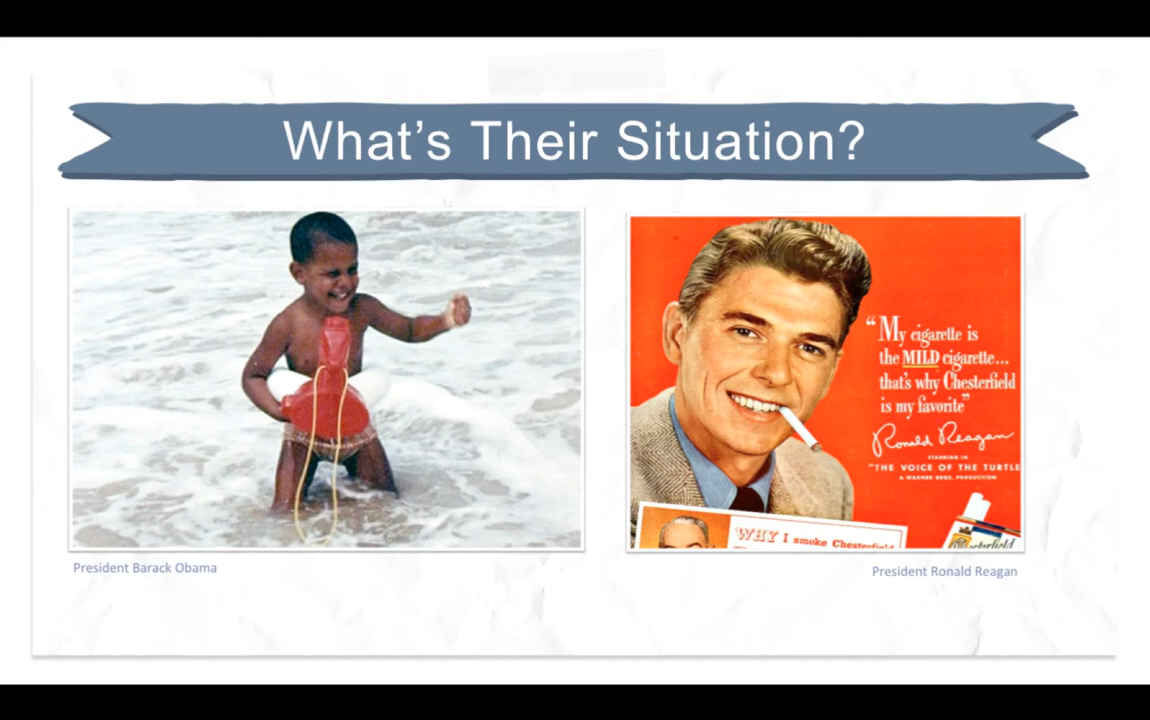 What's Their Situation?
"My cigarette is
the MILD cigarette...
that's why Chesterfield
is my favorite"
Ronald Reagan
STARRING IN
"THE VOICE OF THE TURTLE
A WARNER BROS. PRODUCTION
WHY I smoke Chesterfield
Chesterfield
President Barack Obama
President Ronald Reagan